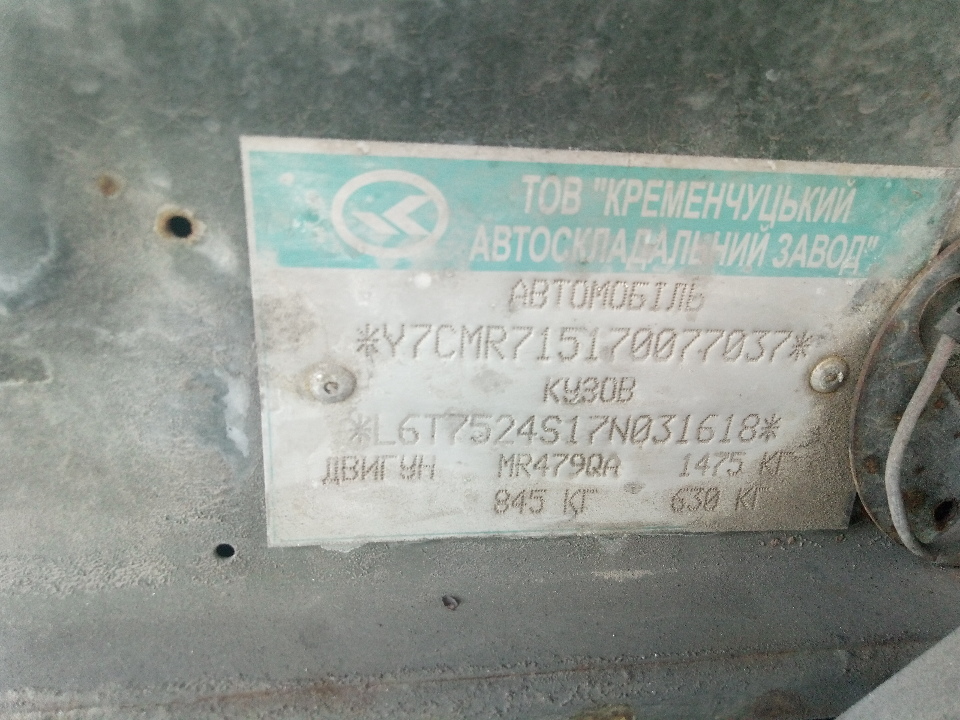 ТОВ "КРЕМЕНЧУЦЬКИЙ
АВТОСКЛАДАЛЬНИЙ ЗАВОД"
АВТОМОБІЛЬ
*Y7CMR715170077037*
КУЗОВ
*L6T7524S17N031618*
ДВИГУН MR479QA 1475 КГ
845 КГ 630 КГ